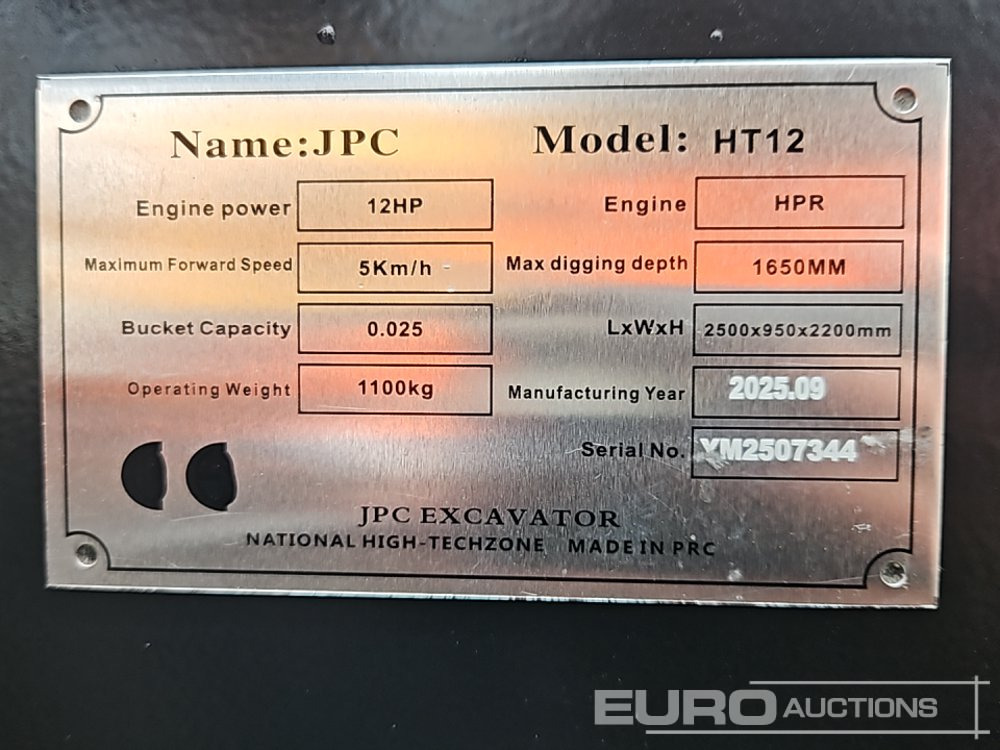 Name:JPC Model: HT12
Engine power 12HP Engine HPR
Maximum Forward Speed 5Km/h Max digging depth 1650MM
Bucket Capacity 0.025 LxWxH 2500x950x2200mm
Operating Weight 1100kg Manufacturing Year 2025.09
Serial No. YM2507344
JPC EXCAVATOR
NATIONAL HIGH-TECHZONE MADE IN PRC
EURO AUCTIONS